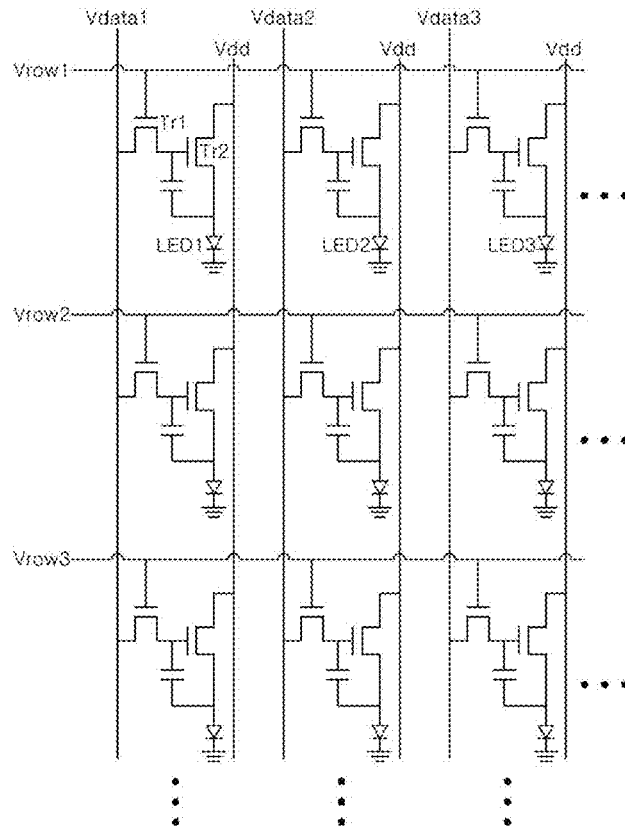 Vdata1 Vdata2 Vdata3
Vdd Vdd Vdd
Vrow1
Tr1
Tr2
LED1 LED2 LED3
Vrow2
Vrow3